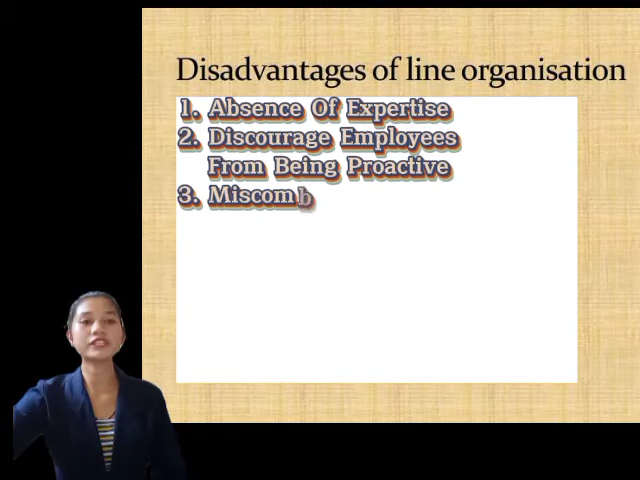 Disadvantages of line organisation
1. Absence Of Expertise
2. Discourage Employees
From Being Proactive
3. Miscom